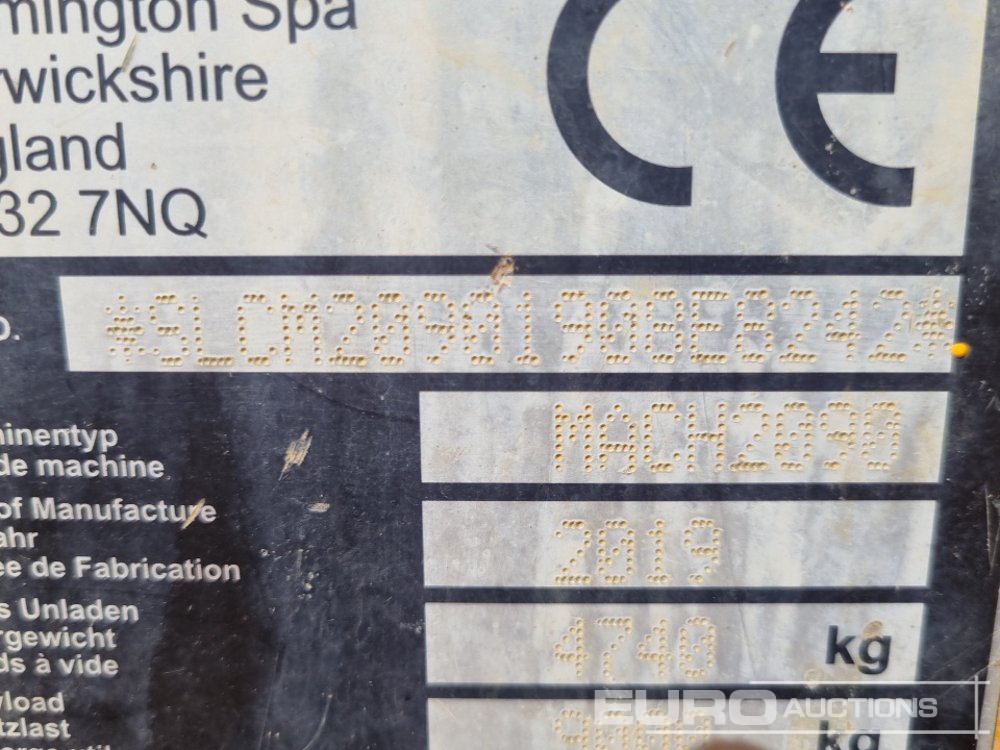 mington Spa
rwickshire
gland
32 7NQ
CE
D.
*SLCM2090190BE8242*
MACH2090
inentyp
de machine
of Manufacture
ahr
ee de Fabrication
2019
s Unladen
rgewicht
ds à vide
4740 kg
yload
tzlast
kg
EURO AUCTIONS